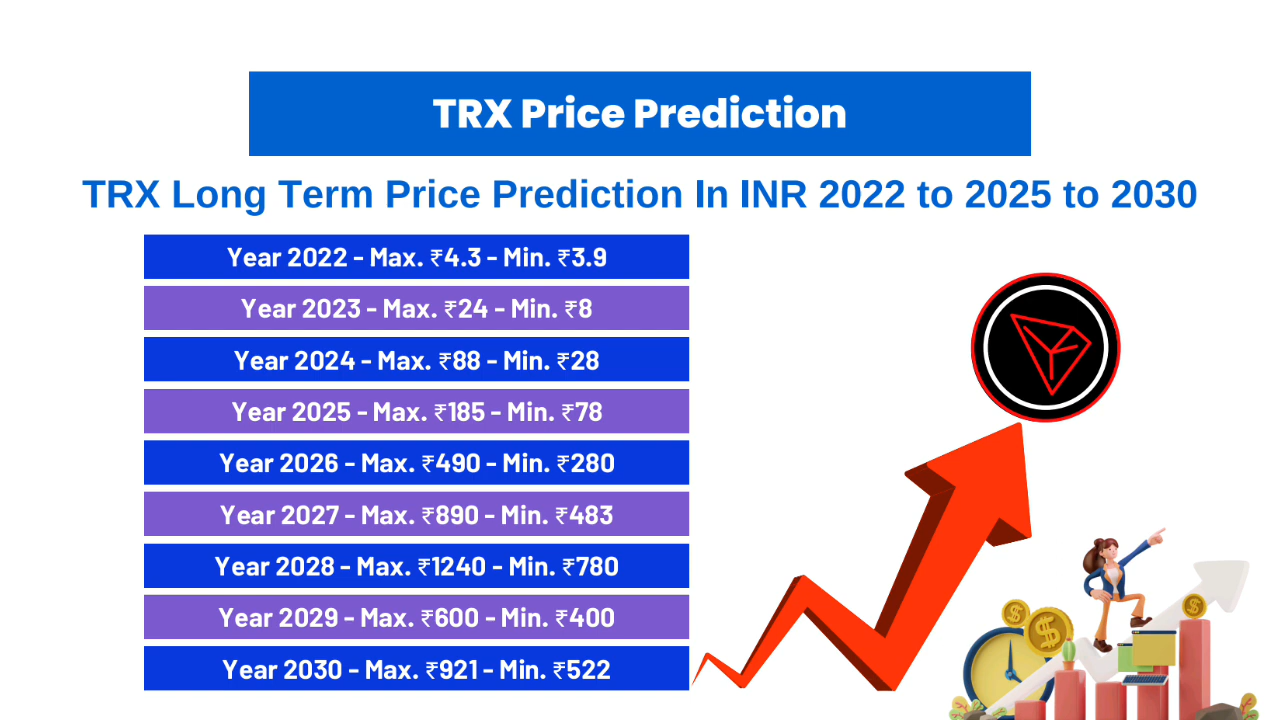 TRX Price Prediction
TRX Long Term Price Prediction In INR 2022 to 2025 to 2030
Year 2022 - Max. ₹4.3 - Min. ₹3.9
Year 2023 - Max. ₹24 - Min. ₹8
Year 2024 - Max. ₹88 - Min. ₹28
Year 2025 - Max. ₹185 - Min. ₹78
Year 2026 - Max. ₹490 - Min. ₹280
Year 2027 - Max. ₹890 - Min. ₹483
Year 2028 - Max. ₹1240 - Min. ₹780
Year 2029 - Max. ₹600 - Min. ₹400
Year 2030 - Max. ₹921 - Min. ₹522
$
$
$